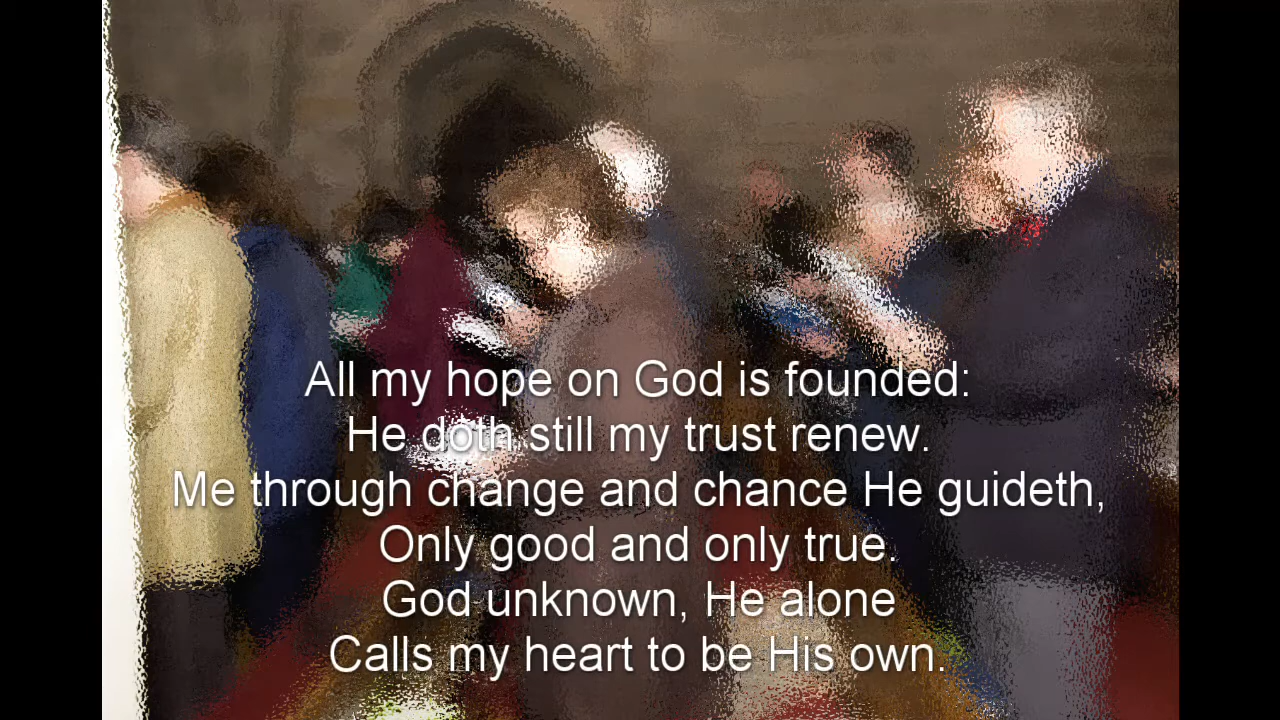 All my hope on God is founded:
He doth still my trust renew.
Me through change and chance He guideth,
Only good and only true.
God unknown, He alone
Calls my heart to be His own.